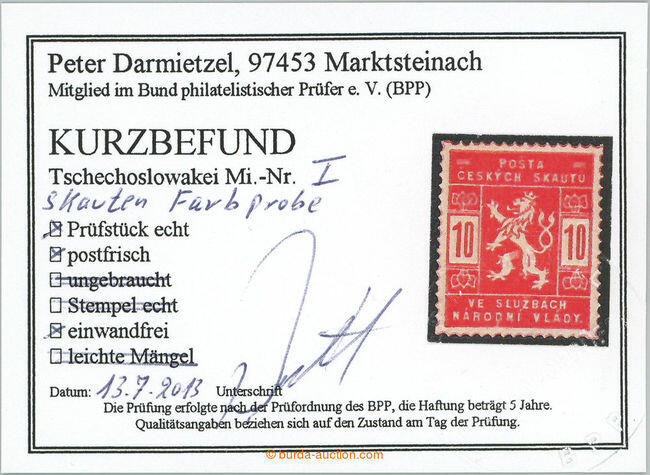 Peter Darmietzel, 97453 Marktsteinach
Mitglied im Bund philatelistischer Prüfer e. V. (BPP)
KURZBEFUND
Tschechoslowakei Mi.-Nr. I
Skauten Farbprobe
Prüfstück echt
postfrisch
ungebraucht
Stempel echt
einwandfrei
leichte Mängel
Datum: 13.7.2013 Unterschrift
Die Prüfung erfolgte nach der Prüfordnung des BPP, die Haftung beträgt 5 Jahre.
Qualitätsangaben beziehen sich auf den Zustand am Tag der Prüfung.
POŠTA
ČESKÝCH SKAUTU
10 10
VE SLUŽBÁCH
NÁRODNÍ VLÁDY.
B.P.P.
© burda-auction.com